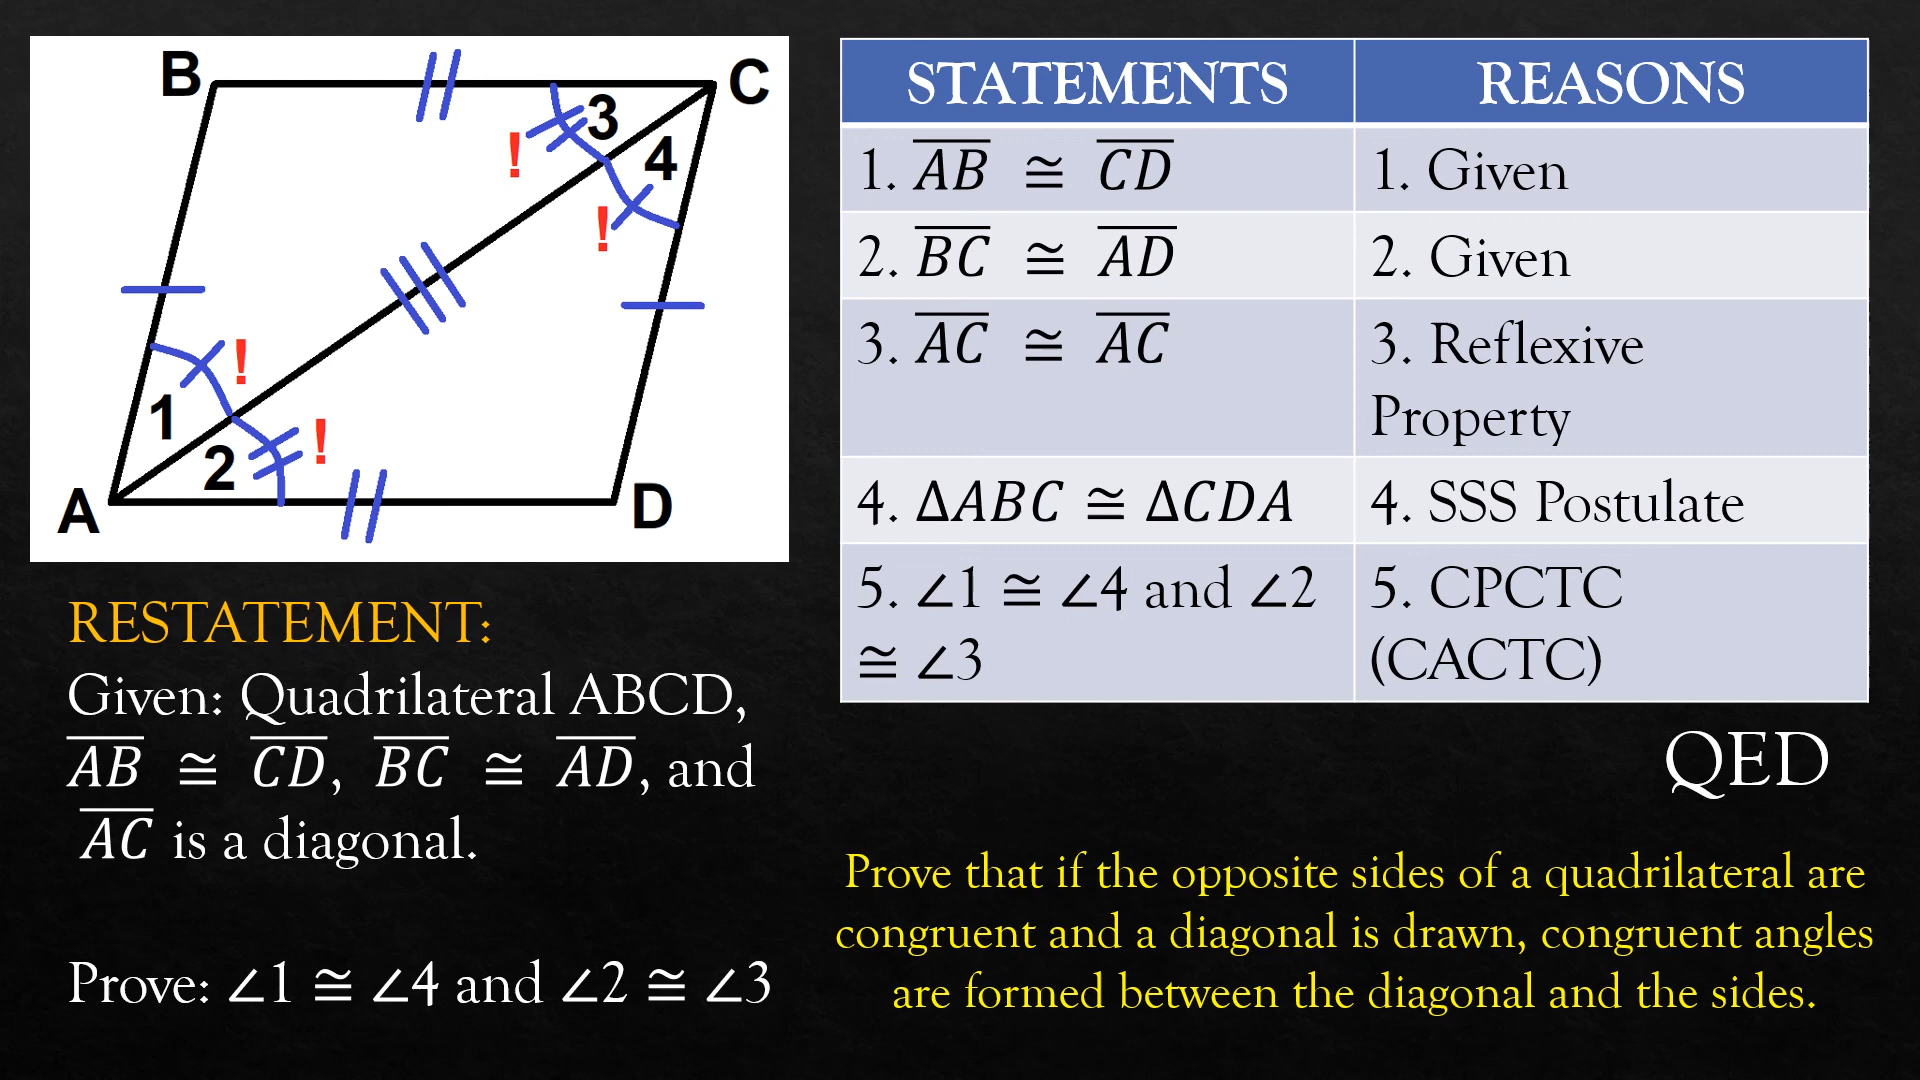 B
C
3
4
!
!
!
1
!
2
A
D
STATEMENTS REASONS
1. AB ≅ CD 1. Given
2. BC ≅ AD 2. Given
3. AC ≅ AC 3. Reflexive
Property
4. ΔABC ≅ ΔCDA 4. SSS Postulate
5. ∠1 ≅ ∠4 and ∠2 5. CPCTC
≅ ∠3 (CACTC)
RESTATEMENT:
Given: Quadrilateral ABCD,
AB ≅ CD, BC ≅ AD, and
AC is a diagonal.
Prove: ∠1 ≅ ∠4 and ∠2 ≅ ∠3
QED
Prove that if the opposite sides of a quadrilateral are
congruent and a diagonal is drawn, congruent angles
are formed between the diagonal and the sides.